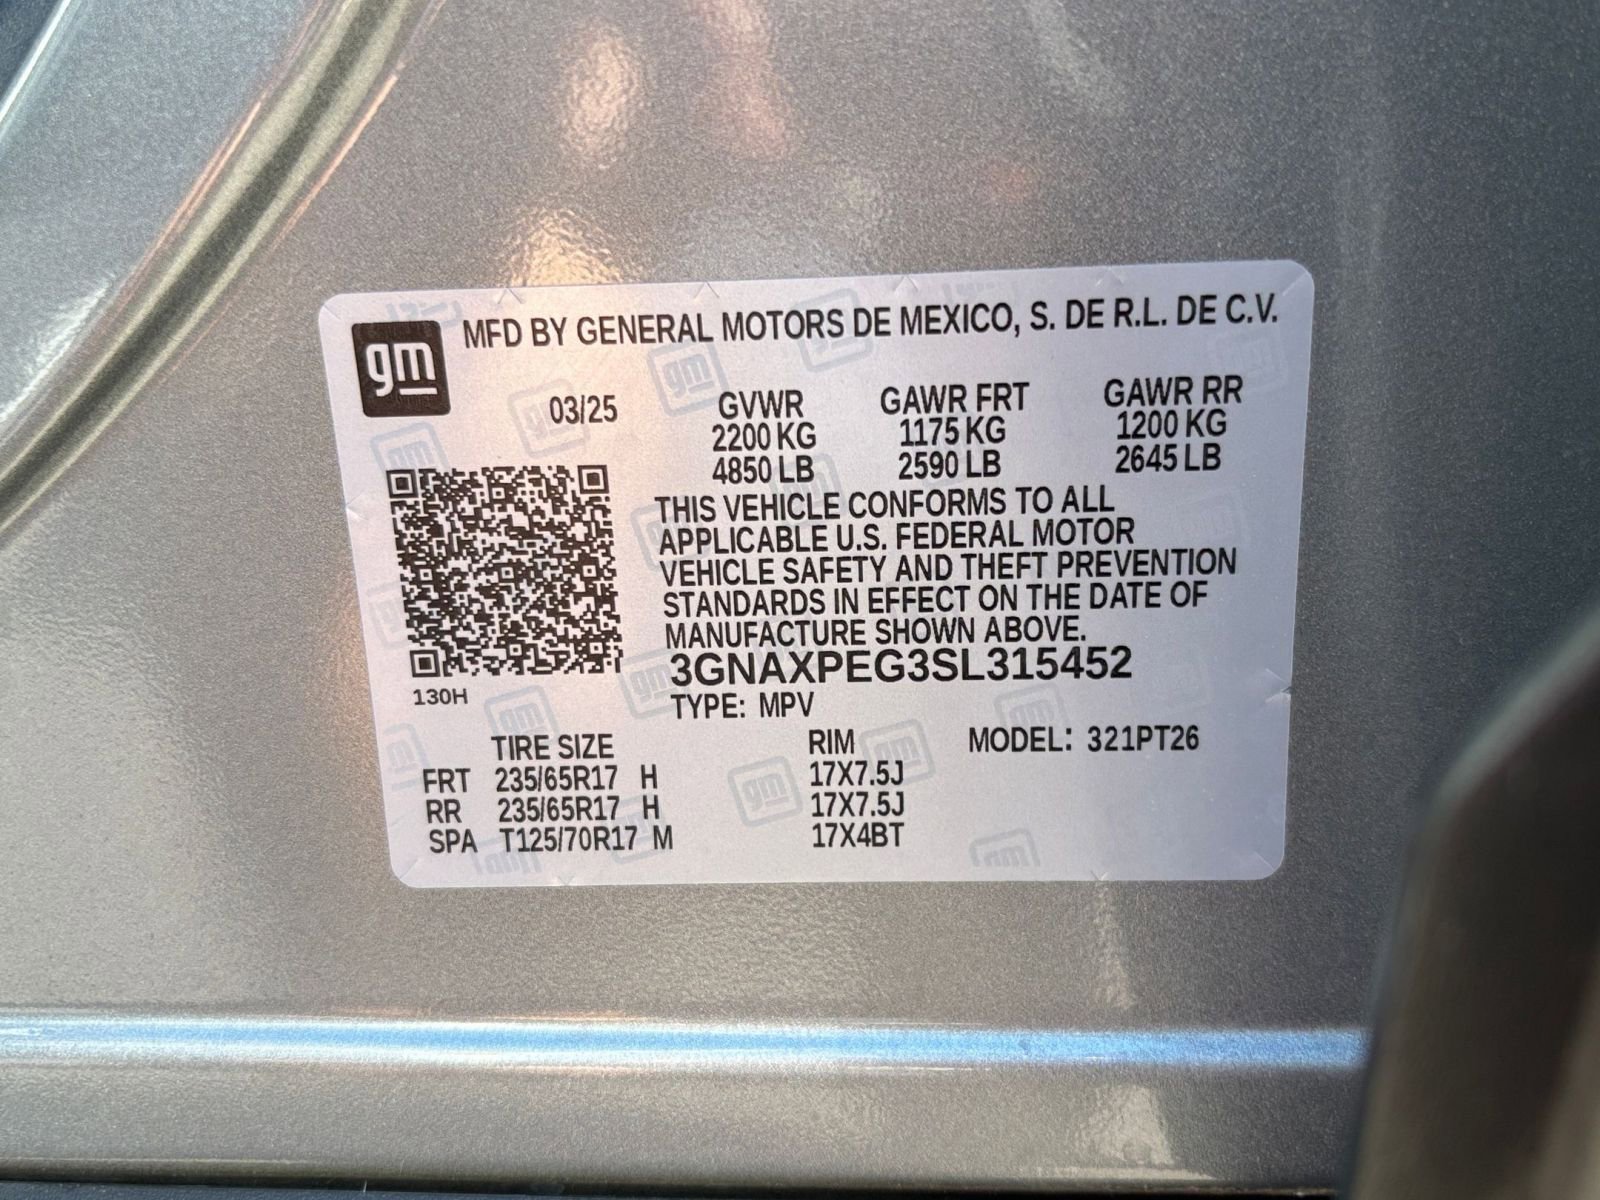 gm
MFD BY GENERAL MOTORS DE MEXICO, S. DE R.L. DE C.V.
03/25 GVWR GAWR FRT GAWR RR
2200 KG 1175 KG 1200 KG
4850 LB 2590 LB 2645 LB
THIS VEHICLE CONFORMS TO ALL
APPLICABLE U.S. FEDERAL MOTOR
VEHICLE SAFETY AND THEFT PREVENTION
STANDARDS IN EFFECT ON THE DATE OF
MANUFACTURE SHOWN ABOVE.
3GNAXPEG3SL315452
130H
TYPE: MPV
TIRE SIZE RIM MODEL: 321PT26
FRT 235/65R17 H 17X7.5J
RR 235/65R17 H 17X7.5J
SPA T125/70R17 M 17X4BT